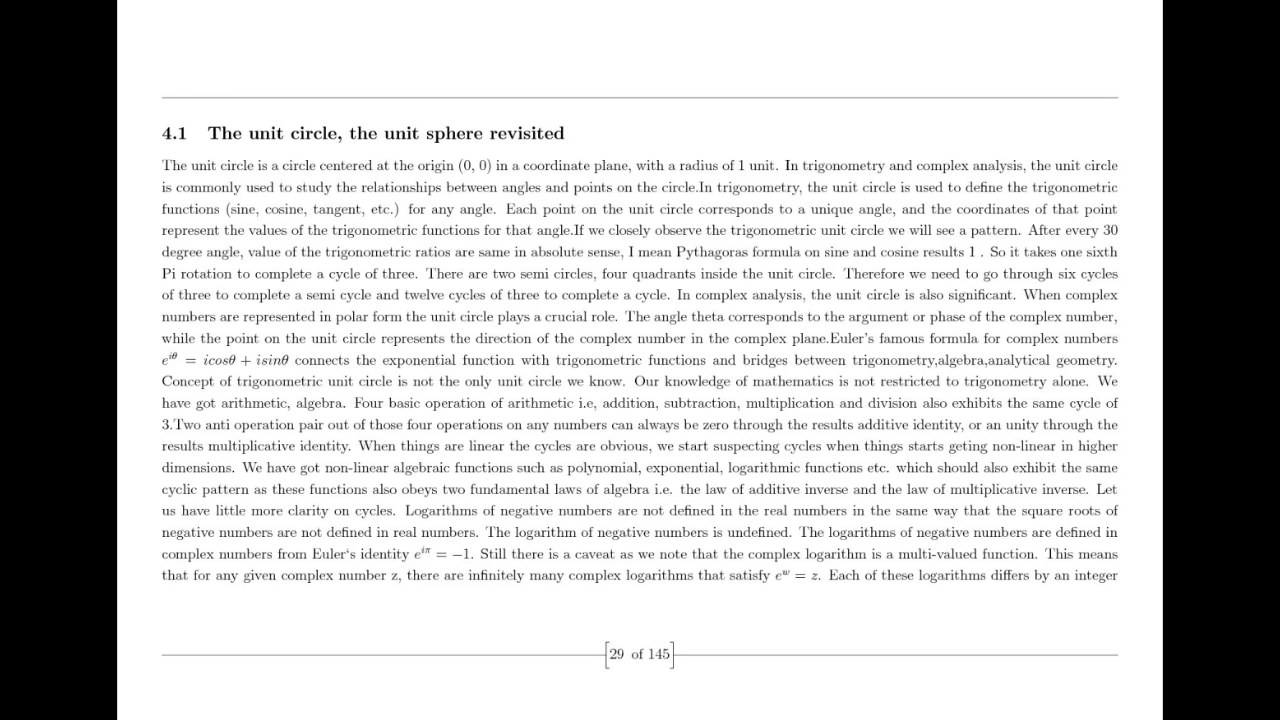 4.1 The unit circle, the unit sphere revisited
The unit circle is a circle centered at the origin (0, 0) in a coordinate plane, with a radius of 1 unit. In trigonometry and complex analysis, the unit circle
is commonly used to study the relationships between angles and points on the circle.In trigonometry, the unit circle is used to define the trigonometric
functions (sine, cosine, tangent, etc.) for any angle. Each point on the unit circle corresponds to a unique angle, and the coordinates of that point
represent the values of the trigonometric functions for that angle.If we closely observe the trigonometric unit circle we will see a pattern. After every 30
degree angle, value of the trigonometric ratios are same in absolute sense, I mean Pythagoras formula on sine and cosine results 1 . So it takes one sixth
Pi rotation to complete a cycle of three. There are two semi circles, four quadrants inside the unit circle. Therefore we need to go through six cycles
of three to complete a semi cycle and twelve cycles of three to complete a cycle. In complex analysis, the unit circle is also significant. When complex
numbers are represented in polar form the unit circle plays a crucial role. The angle theta corresponds to the argument or phase of the complex number,
while the point on the unit circle represents the direction of the complex number in the complex plane.Euler's famous formula for complex numbers
e^{iθ} = icosθ + isinθ connects the exponential function with trigonometric functions and bridges between trigonometry,algebra,analytical geometry.
Concept of trigonometric unit circle is not the only unit circle we know. Our knowledge of mathematics is not restricted to trigonometry alone. We
have got arithmetic, algebra. Four basic operation of arithmetic i.e, addition, subtraction, multiplication and division also exhibits the same cycle of
3.Two anti operation pair out of those four operations on any numbers can always be zero through the results additive identity, or an unity through the
results multiplicative identity. When things are linear the cycles are obvious, we start suspecting cycles when things starts geting non-linear in higher
dimensions. We have got non-linear algebraic functions such as polynomial, exponential, logarithmic functions etc. which should also exhibit the same
cyclic pattern as these functions also obeys two fundamental laws of algebra i.e. the law of additive inverse and the law of multiplicative inverse. Let
us have little more clarity on cycles. Logarithms of negative numbers are not defined in the real numbers in the same way that the square roots of
negative numbers are not defined in real numbers. The logarithm of negative numbers is undefined. The logarithms of negative numbers are defined in
complex numbers from Euler‘s identity e^{iπ} = −1. Still there is a caveat as we note that the complex logarithm is a multi-valued function. This means
that for any given complex number z, there are infinitely many complex logarithms that satisfy e^w = z. Each of these logarithms differs by an integer
29 of 145